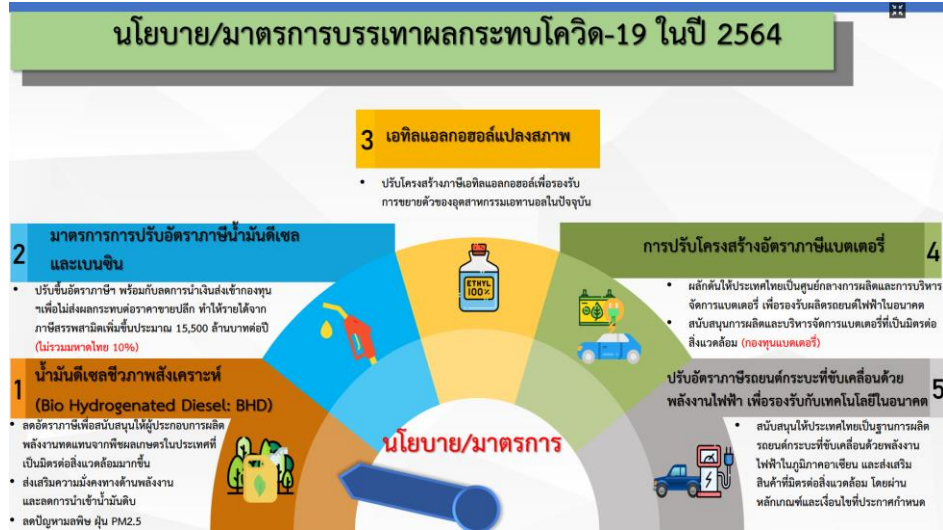 นโยบาย/มาตรการบรรเทาผลกระทบโควิด-19 ในปี 2564
3 เอทิลแอลกอฮอล์แปลงสภาพ
• ปรับโครงสร้างภาษีเอทิลแอลกอฮอล์เพื่อรองรับ
การขยายตัวของอุตสาหกรรมเอทานอลในปัจจุบัน
2 มาตรการการปรับอัตราภาษีน้ำมันดีเซล
และเบนซิน
• ปรับขึ้นอัตราภาษีฯ พร้อมกับลดการนำเงินส่งเข้ากองทุน
ฯเพื่อไม่ส่งผลกระทบต่อราคาขายปลีก ทำให้รายได้จาก
ภาษีสรรพสามิตเพิ่มขึ้นประมาณ 15,500 ล้านบาทต่อปี
(ไม่รวมมหาดไทย 10%)
1 น้ำมันดีเซลชีวภาพสังเคราะห์
(Bio Hydrogenated Diesel: BHD)
• ลดอัตราภาษีเพื่อสนับสนุนให้ผู้ประกอบการผลิต
พลังงานทดแทนจากพืชผลเกษตรในประเทศที่
เป็นมิตรต่อสิ่งแวดล้อมมากขึ้น
• ส่งเสริมความมั่งคงทางด้านพลังงาน
และลดการนำเข้าน้ำมันดิบ
• ลดปัญหามลพิษ ฝุ่น PM2.5
ETHYL
100%
นโยบาย/มาตรการ
การปรับโครงสร้างอัตราภาษีแบตเตอรี่ 4
• ผลักดันให้ประเทศไทยเป็นศูนย์กลางการผลิตและการบริหาร
จัดการแบตเตอรี่ เพื่อรองรับผลิตรถยนต์ไฟฟ้าในอนาคต
• สนับสนุนการผลิตและบริหารจัดการแบตเตอรี่ที่เป็นมิตรต่อ
สิ่งแวดล้อม (กองทุนแบตเตอรี่)
ปรับอัตราภาษีรถยนต์กระบะที่ขับเคลื่อนด้วย 5
พลังงานไฟฟ้า เพื่อรองรับกับเทคโนโลยีในอนาคต
• สนับสนุนให้ประเทศไทยเป็นฐานการผลิต
รถยนต์กระบะที่ขับเคลื่อนด้วยพลังงาน
ไฟฟ้าในภูมิภาคอาเซียน และส่งเสริม
สินค้าที่มิตรต่อสิ่งแวดล้อม โดยผ่าน
หลักเกณฑ์และเงื่อนไขที่ประกาศกำหนด